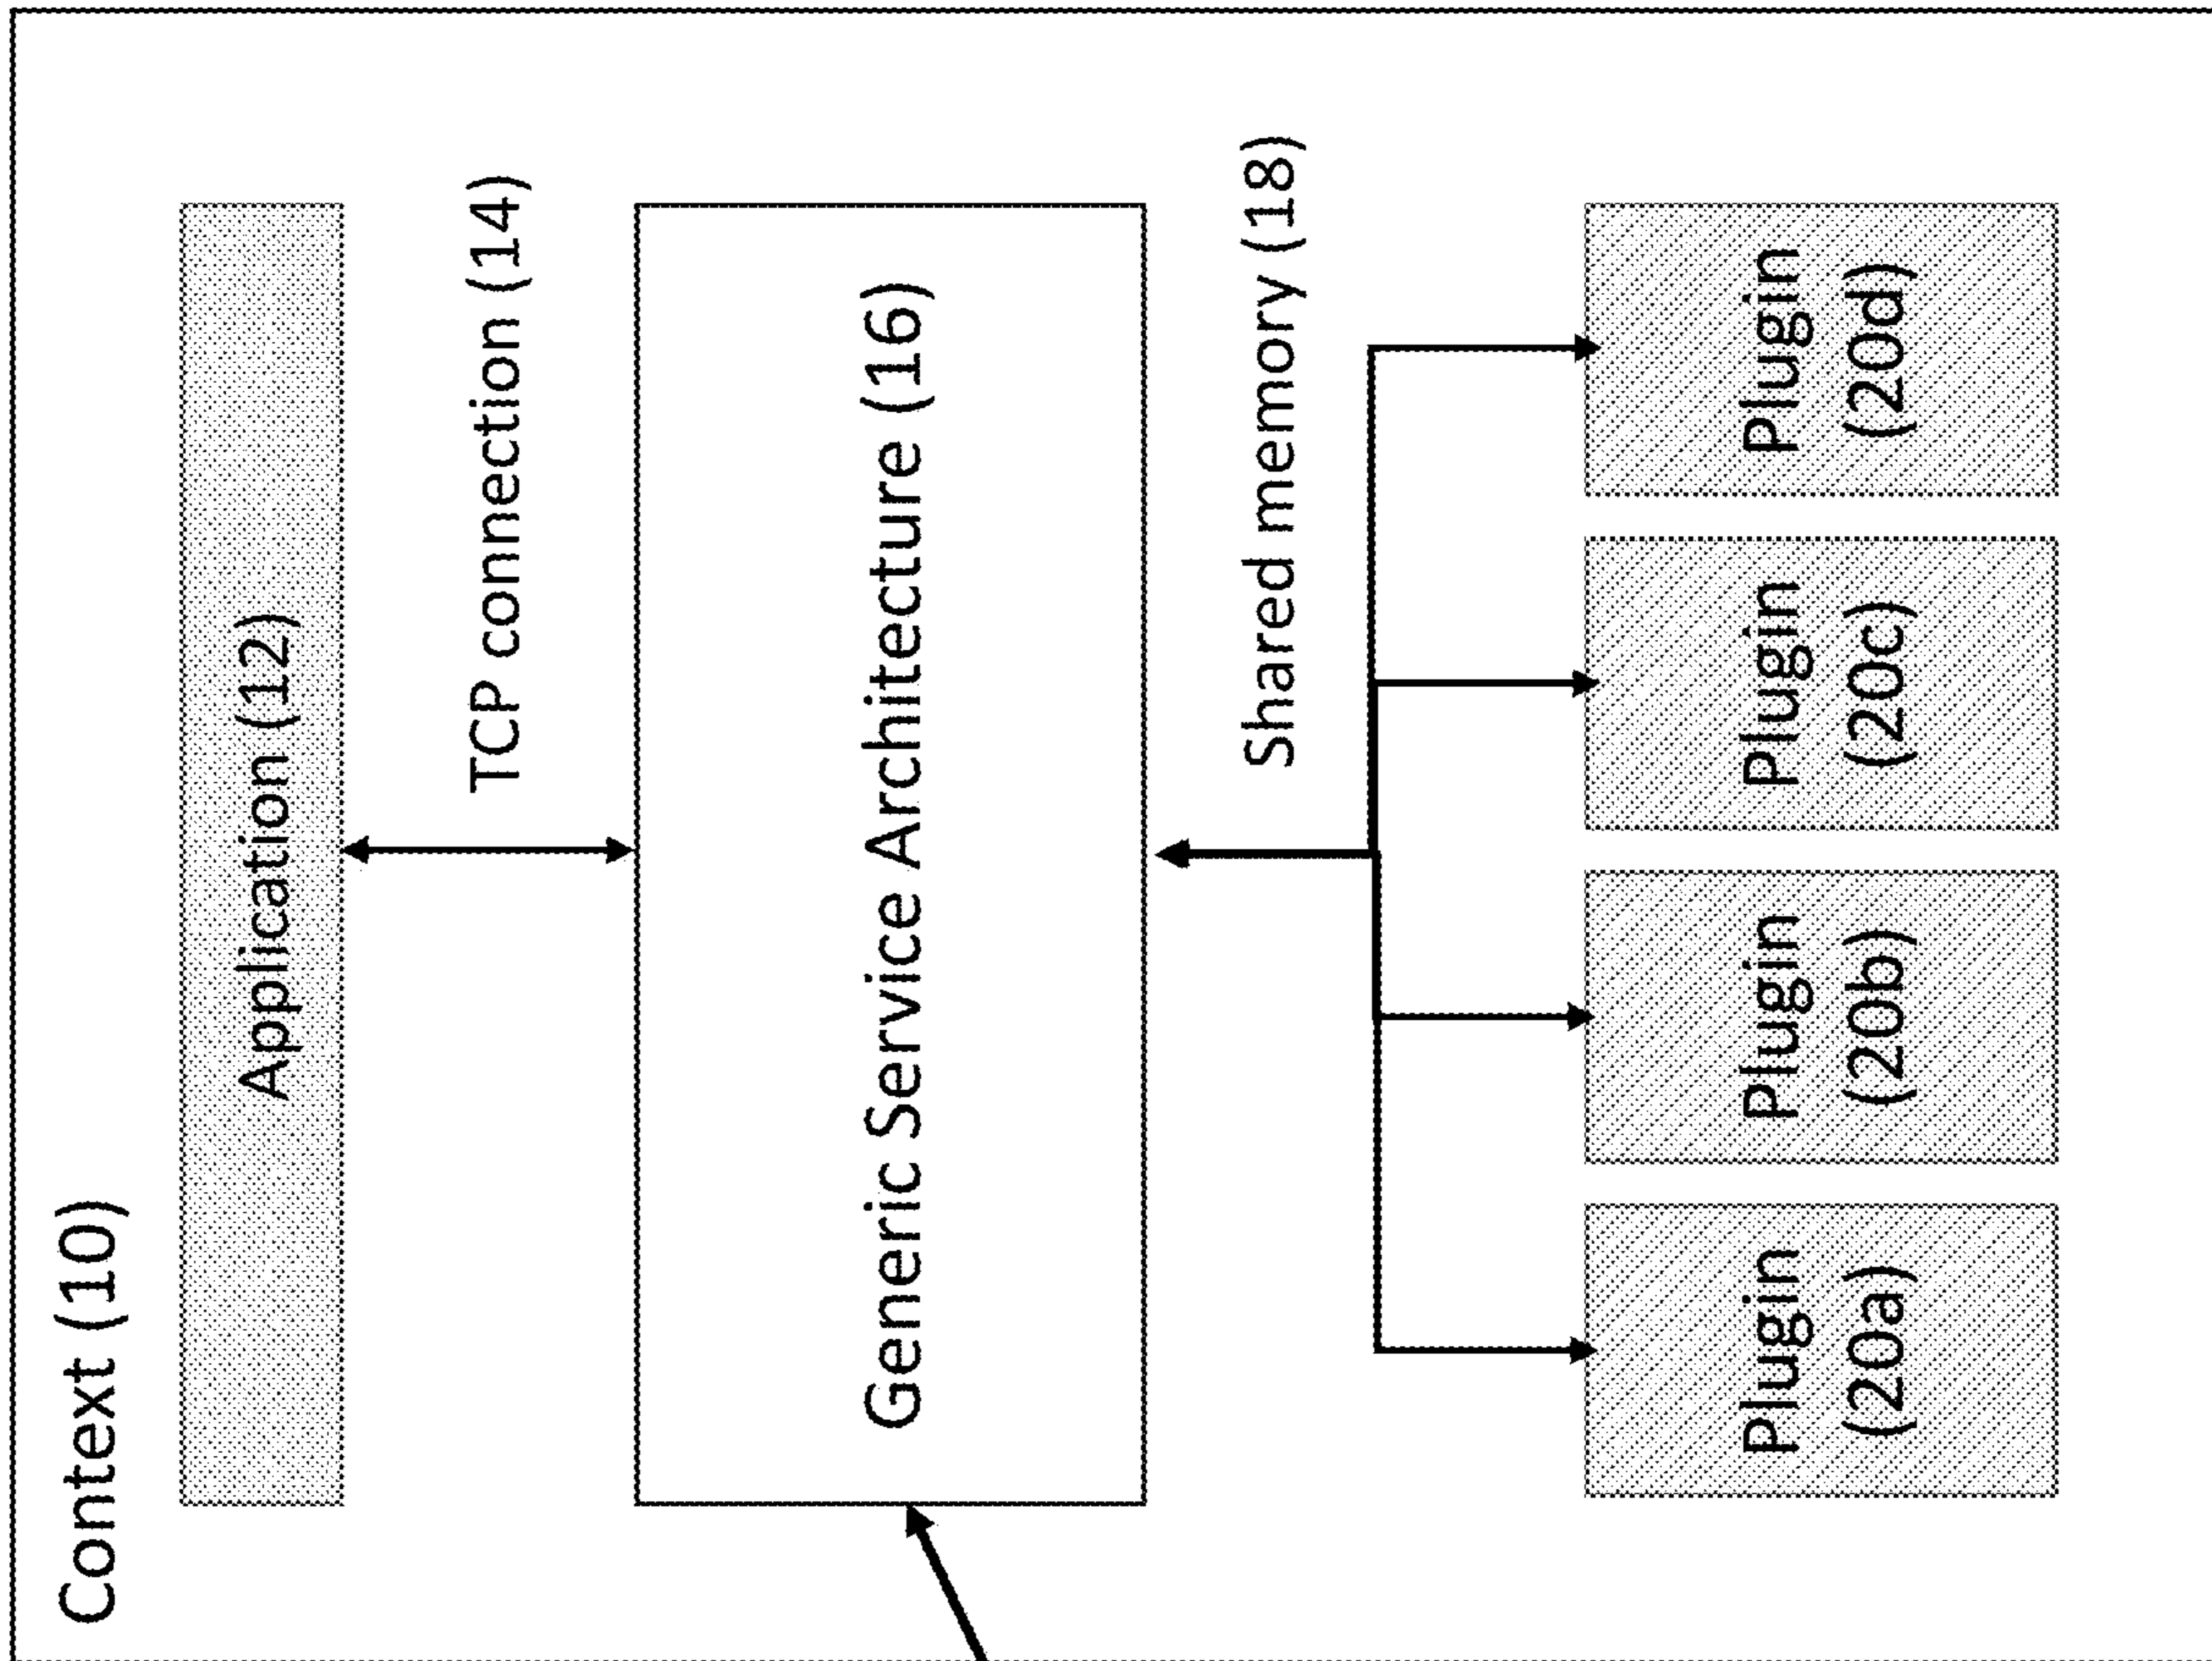 Context (10)
Application (12)
TCP connection (14)
Generic Service Architecture (16)
Shared memory (18)
Plugin
(20a)
Plugin
(20b)
Plugin
(20c)
Plugin
(20d)